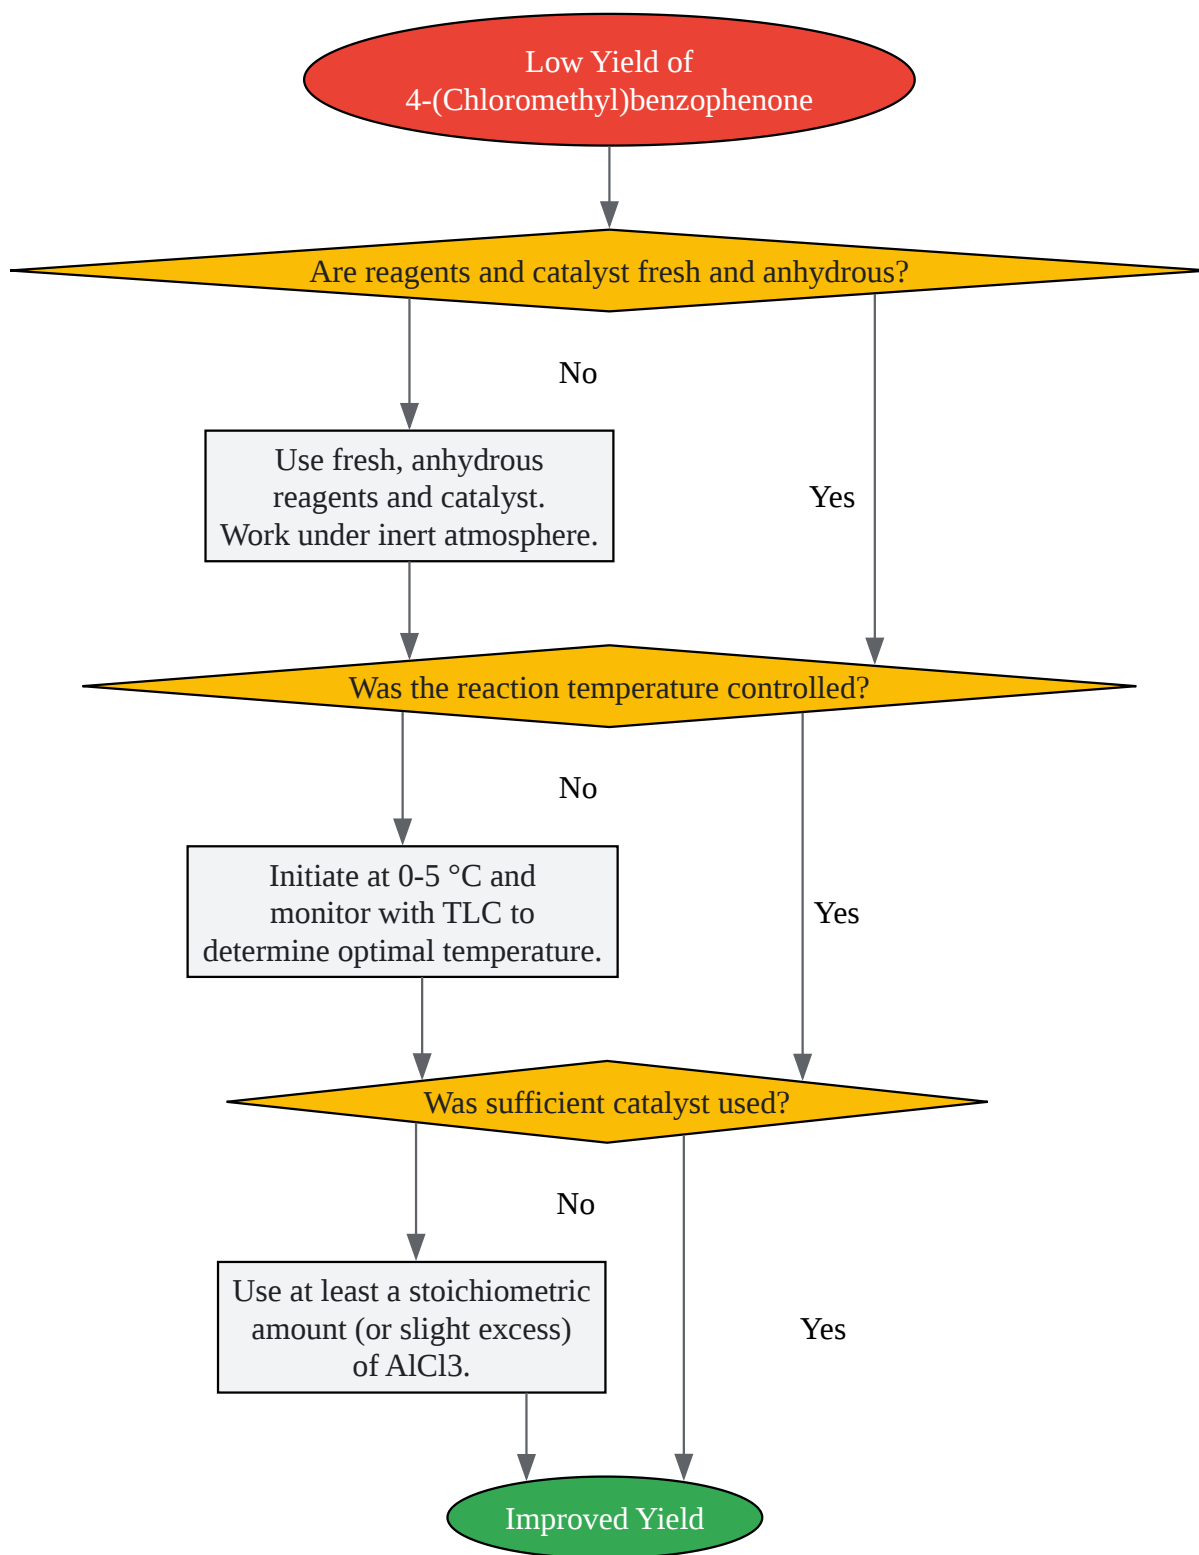 Low Yield of
4-(Chloromethyl)benzophenone
Are reagents and catalyst fresh and anhydrous?
No
Use fresh, anhydrous
reagents and catalyst.
Work under inert atmosphere.
Yes
Was the reaction temperature controlled?
No
Initiate at 0-5 °C and
monitor with TLC to
determine optimal temperature.
Yes
Was sufficient catalyst used?
No
Use at least a stoichiometric
amount (or slight excess)
of AlCl3.
Yes
Improved Yield